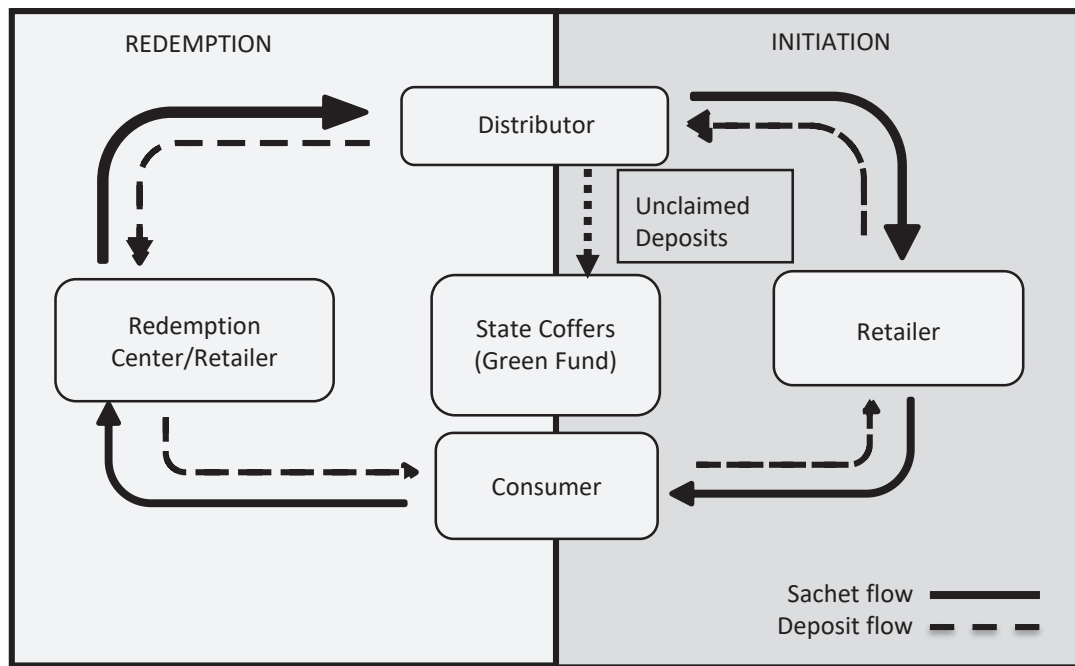 REDEMPTION
INITIATION
Distributor
Unclaimed
Deposits
Redemption
Center/Retailer
State Coffers
(Green Fund)
Retailer
Consumer
Sachet flow
Deposit flow